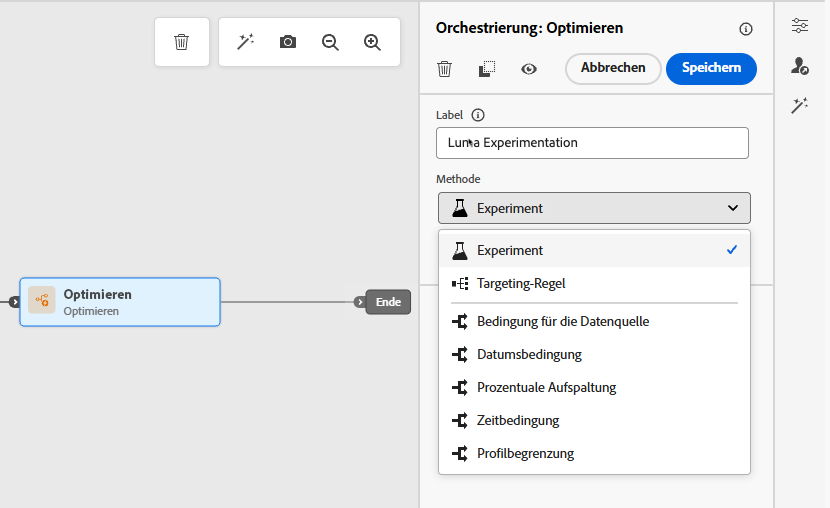 Orchestrierung: Optimieren
Abbrechen
Speichern
Label
Luma Experimentation
Methode
Experiment
Experiment
Targeting-Regel
Bedingung für die Datenquelle
Datumsbedingung
Prozentuale Aufspaltung
Zeitbedingung
Profilbegrenzung
Optimieren
Optimieren
Ende